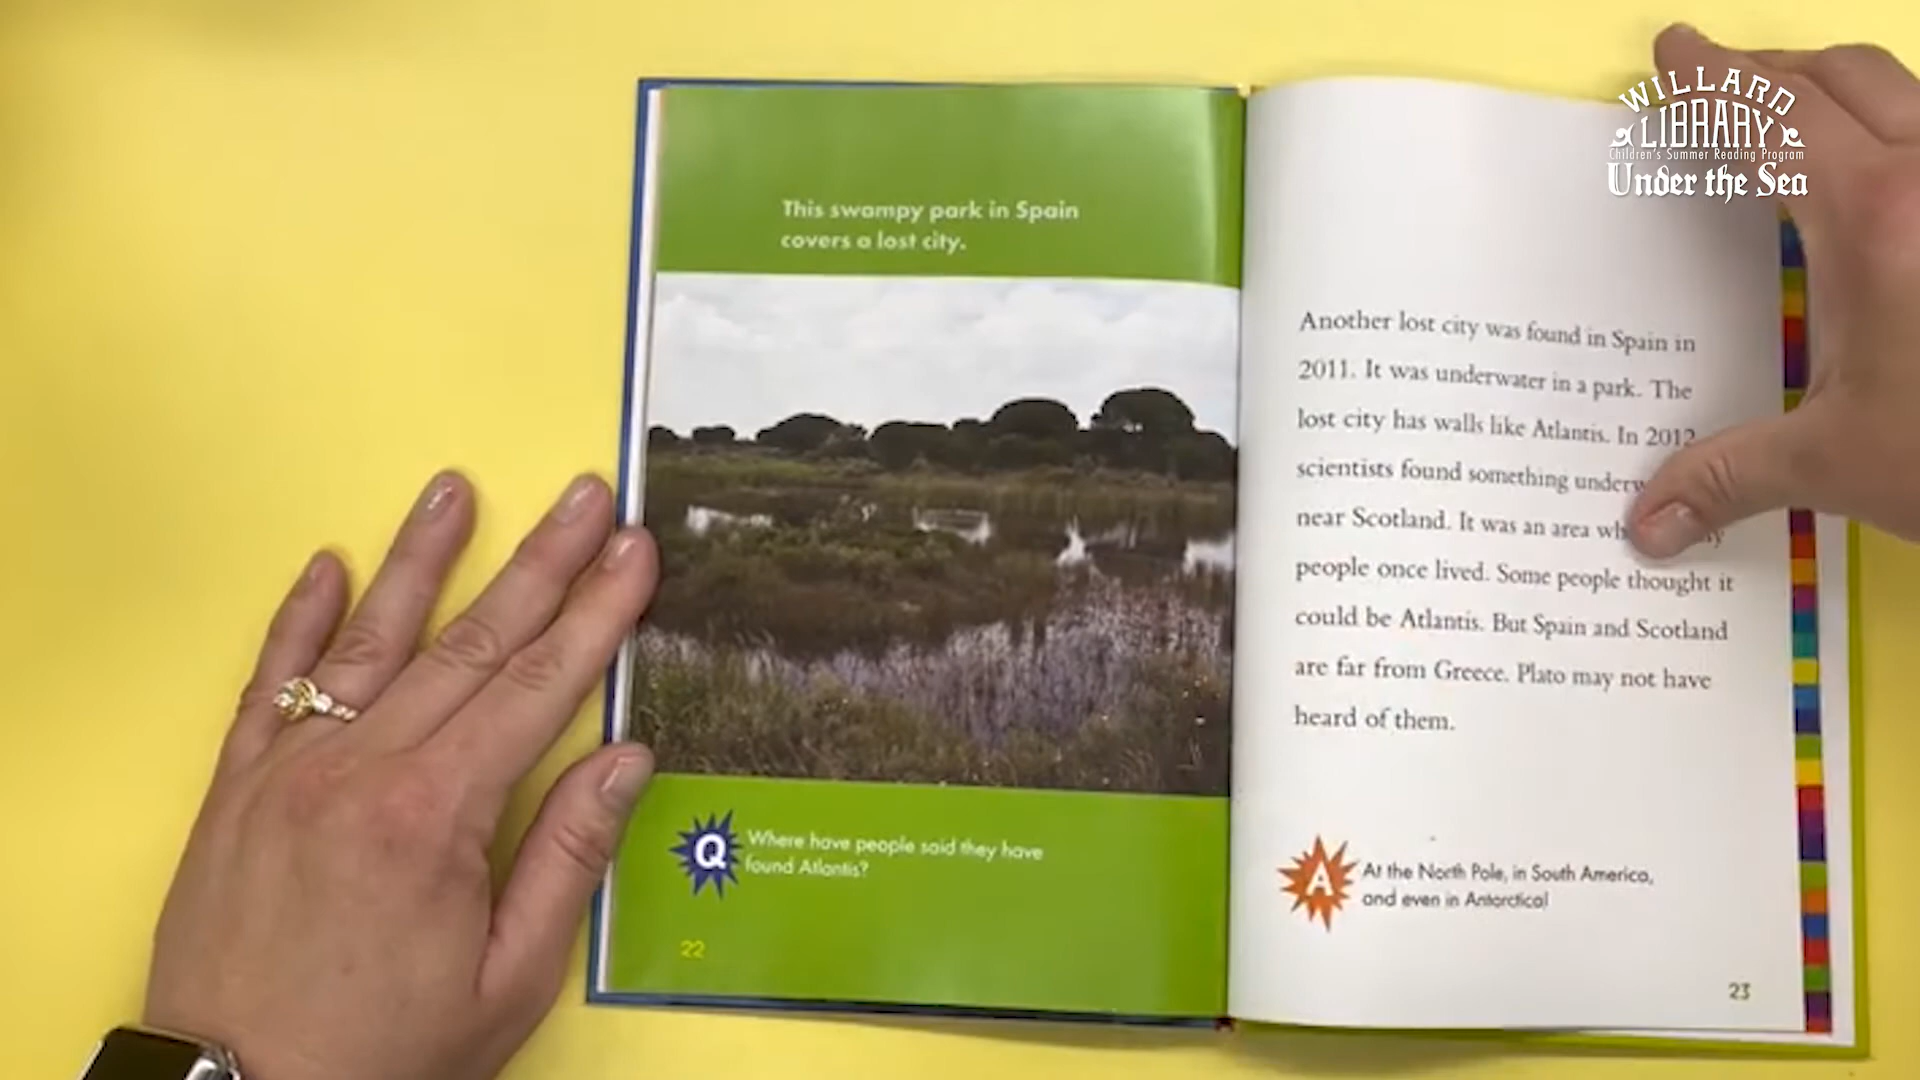 WILLARD
LIBRARY
Children's Summer Reading Program
Under the Sea
This swampy park in Spain
covers a lost city.
Q Where have people said they have
found Atlantis?
22
Another lost city was found in Spain in
2011. It was underwater in a park. The
lost city has walls like Atlantis. In 2012
scientists found something
near Scotland. It was an area
people once lived. Some people thought it
could be Atlantis. But Spain and Scotland
are far from Greece. Plato may not have
heard of them.
A At the North Pole, in South America,
and even in Antarctica!
23